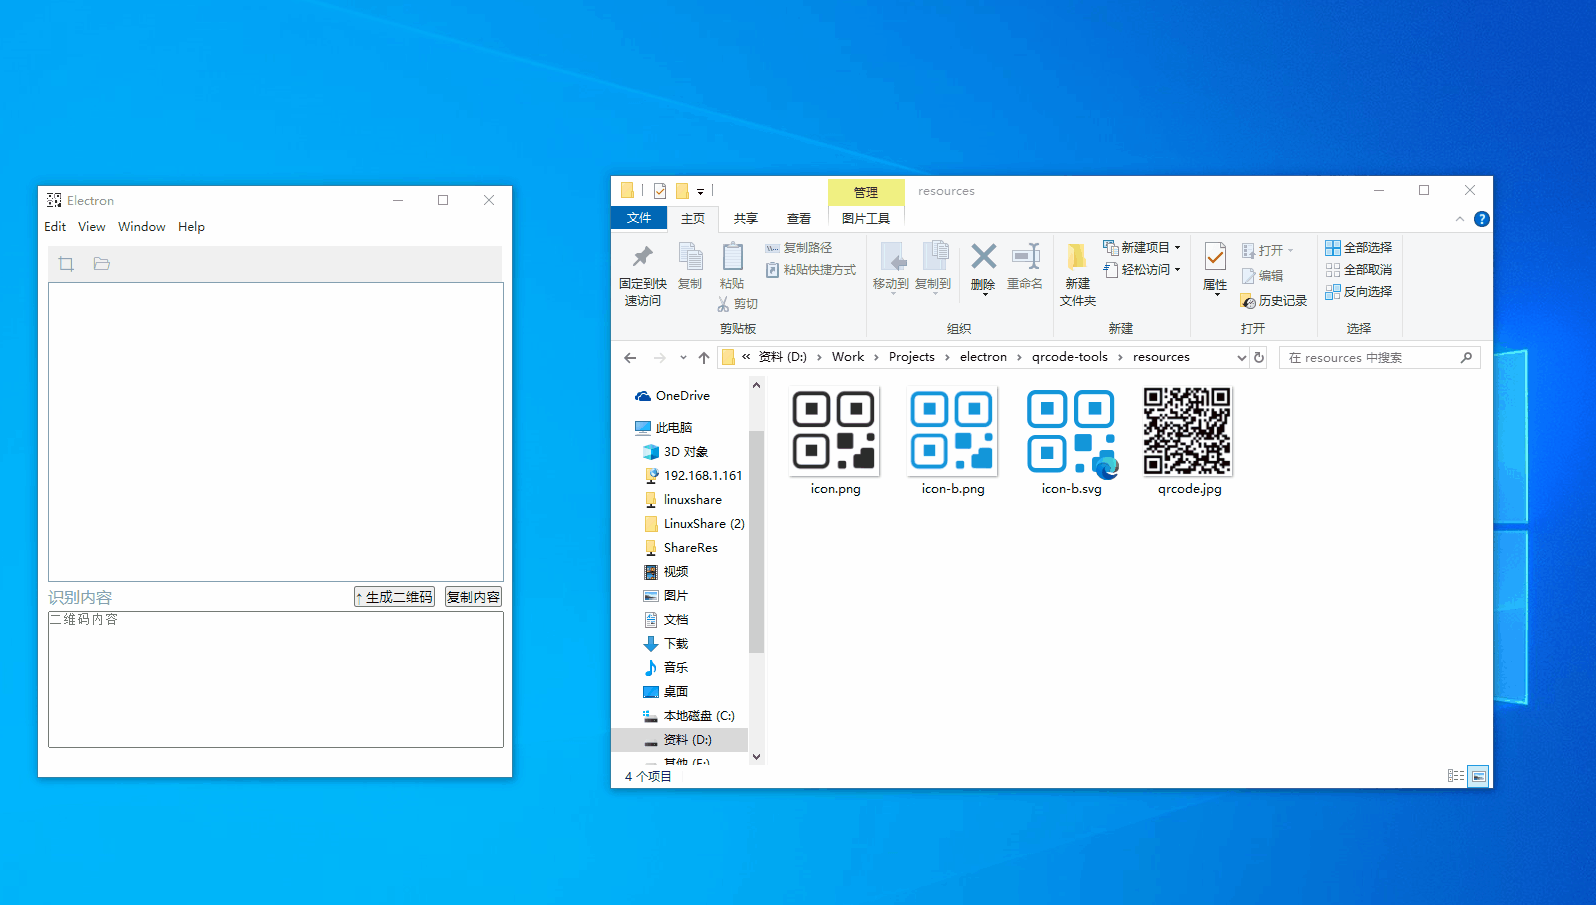 Electron
Edit View Window Help
识别内容
↑ 生成二维码
复制内容
二维码内容
管理
resources
文件
主页
共享
查看
图片工具
固定到快
速访问
复制
粘贴
复制路径
粘贴快捷方式
剪切
剪贴板
移动到
复制到
删除
重命名
组织
新建
文件夹
新建项目
轻松访问
新建
属性
打开
编辑
历史记录
打开
全部选择
全部取消
反向选择
选择
« 资料 (D:) › Work › Projects › electron › qrcode-tools › resources
在 resources 中搜索
OneDrive
此电脑
3D 对象
192.168.1.161
linuxshare
LinuxShare (2)
ShareRes
视频
图片
文档
下载
音乐
桌面
本地磁盘 (C:)
资料 (D:)
其他 (E:)
icon.png
icon-b.png
icon-b.svg
qrcode.jpg
4 个项目